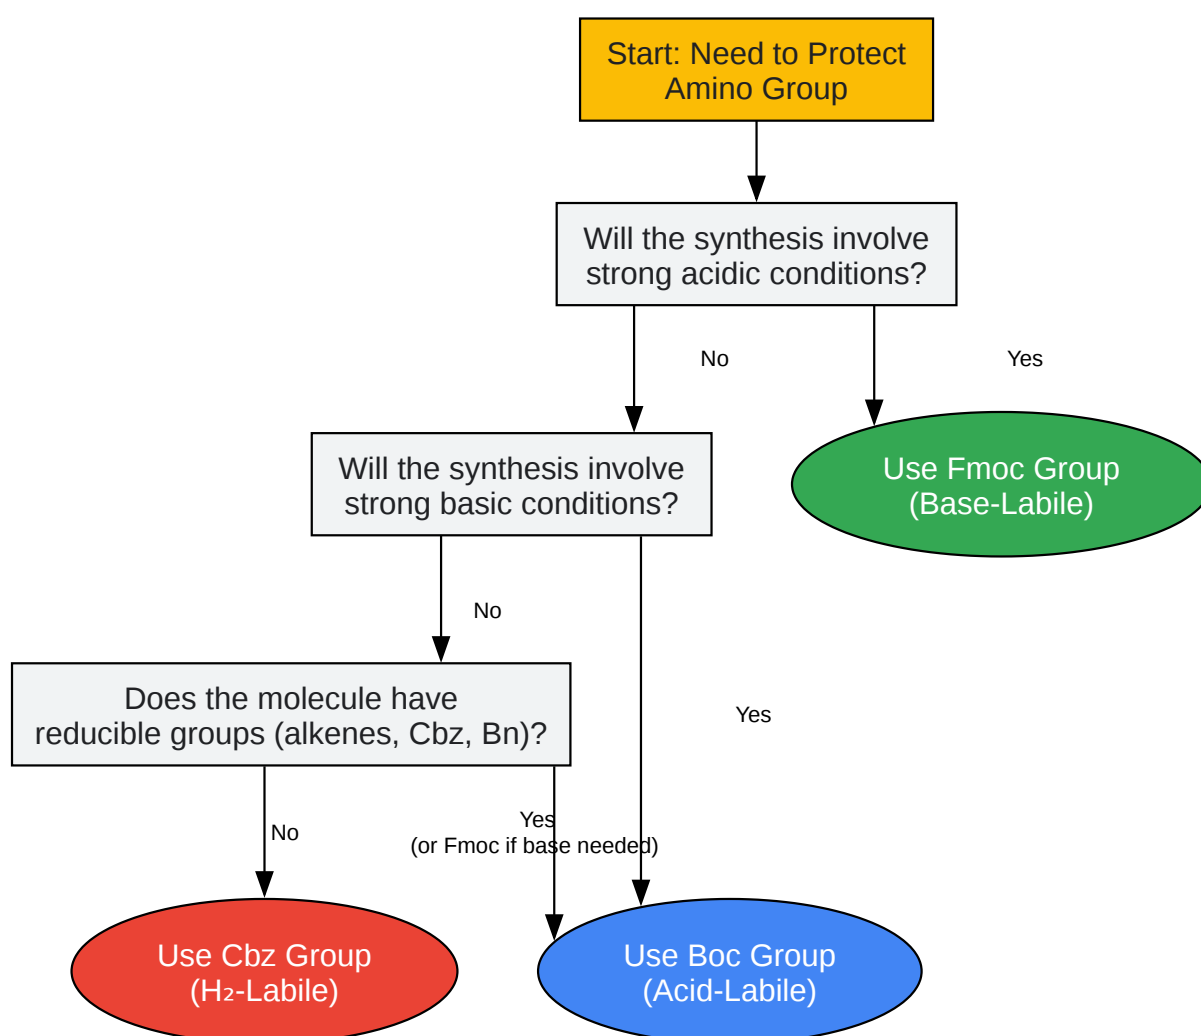 Start: Need to Protect
Amino Group
Will the synthesis involve
strong acidic conditions?
No
Yes
Will the synthesis involve
strong basic conditions?
Use Fmoc Group
(Base-Labile)
No
Yes
Does the molecule have
reducible groups (alkenes, Cbz, Bn)?
No
Yes
(or Fmoc if base needed)
Use Cbz Group
(H₂-Labile)
Use Boc Group
(Acid-Labile)